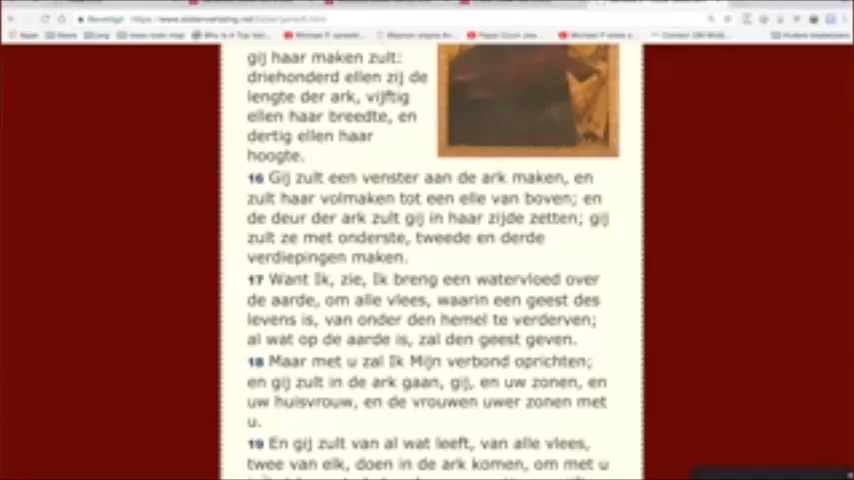 Beveiligd
gij haar maken zult:
driehonderd ellen zij de
lengte der ark, vijftig
ellen haar breedte, en
dertig ellen haar
hoogte.
16 Gij zult een venster aan de ark maken, en
zult haar volmaken tot een elle van boven; en
de deur der ark zult gij in haar zijde zetten; gij
zult ze met onderste, tweede en derde
verdiepingen maken.
17 Want Ik, zie, Ik breng een watervloed over
de aarde, om alle vlees, waarin een geest des
levens is, van onder den hemel te verderven;
al wat op de aarde is, zal den geest geven.
18 Maar met u zal Ik Mijn verbond oprichten;
en gij zult in de ark gaan, gij, en uw zonen, en
uw huisvrouw, en de vrouwen uwer zonen met
u.
19 En gij zult van al wat leeft, van alle vlees,
twee van elk, doen in de ark komen, om met u